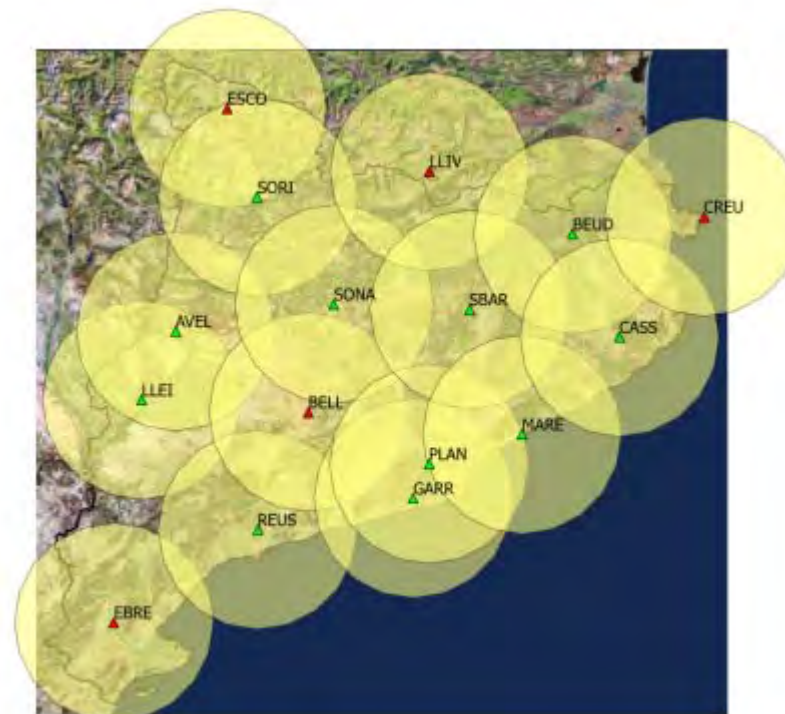 ESCO
LLIV
SORI
CREU
BEUD
SONA
SBAR
AVEL
CASS
LLEI
BELL
MARE
PLAN
GARR
REUS
EBRE